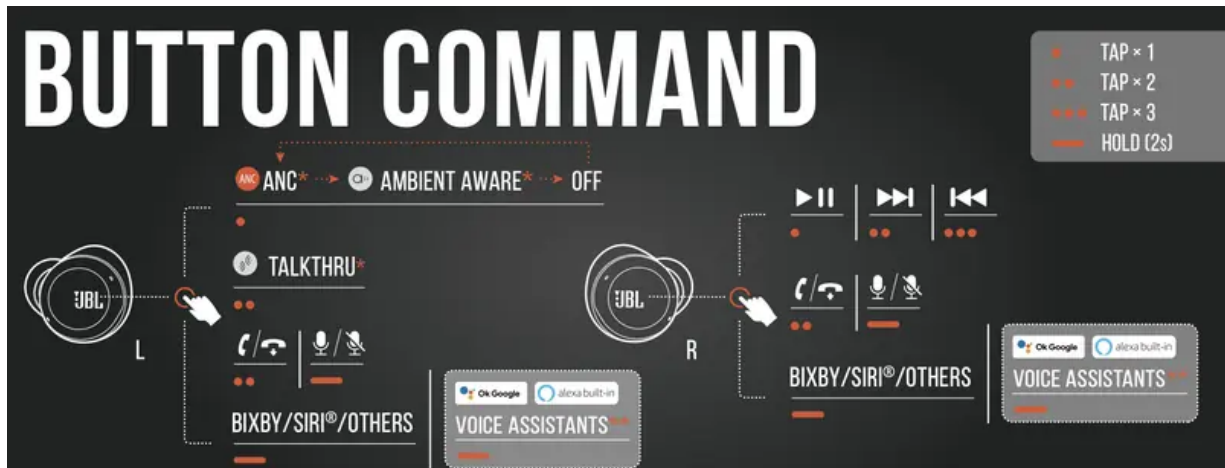 BUTTON COMMAND
TAP × 1
TAP × 2
TAP × 3
HOLD (2s)
ANC ANC* AMBIENT AWARE* OFF
TALKTHRU*
JBL
L
BIXBY/SIRI®/OTHERS
Ok Google alexa built-in
VOICE ASSISTANTS**
JBL
R
BIXBY/SIRI®/OTHERS
Ok Google alexa built-in
VOICE ASSISTANTS**